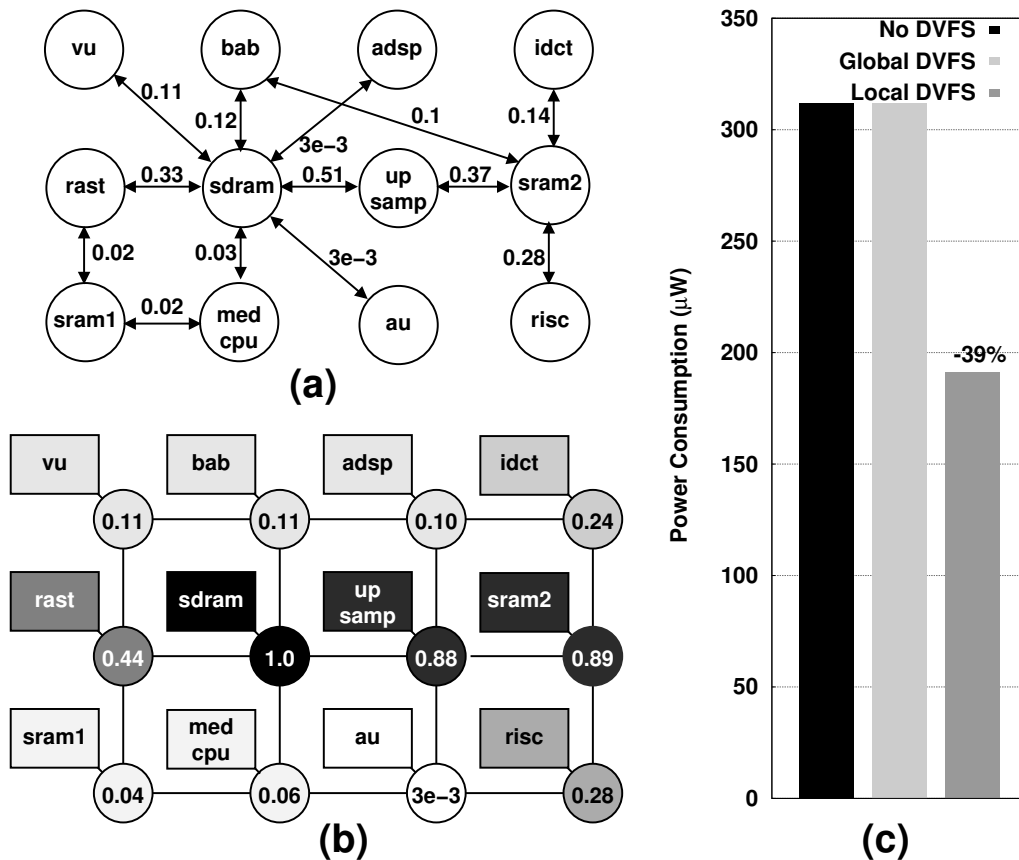 vu bab adsp idct
0.11 0.12 3e−3 0.1 0.14
rast 0.33 sdram 0.51 up samp 0.37 sram2
0.02 0.03 3e−3 0.28
sram1 0.02 med cpu au risc
(a)
vu bab adsp idct
0.11 0.11 0.10 0.24
rast sdram up samp sram2
0.44 1.0 0.88 0.89
sram1 med cpu au risc
0.04 0.06 3e−3 0.28
(b)
No DVFS
Global DVFS
Local DVFS
-39%
Power Consumption (μW)
350
300
250
200
150
100
50
0
(c)